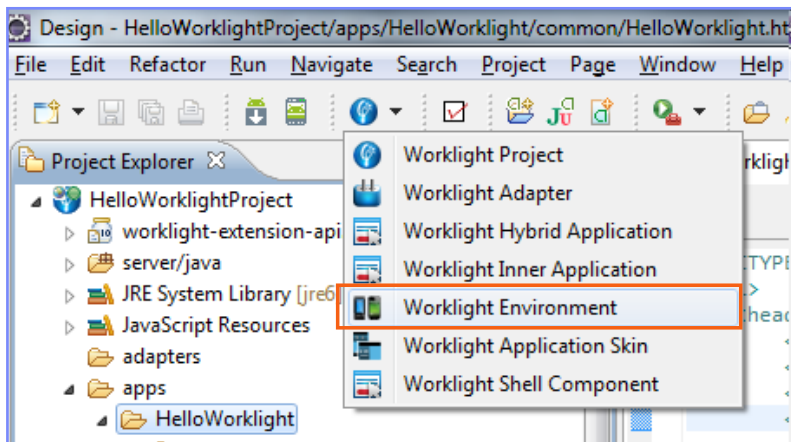 Design - HelloWorklightProject/apps/HelloWorklight/common/HelloWorklight.ht
File Edit Refactor Run Navigate Search Project Page Window Help
Project Explorer
HelloWorklightProject
worklight-extension-api
server/java
JRE System Library [jre6
JavaScript Resources
adapters
apps
HelloWorklight
Worklight Project
Worklight Adapter
Worklight Hybrid Application
Worklight Inner Application
Worklight Environment
Worklight Application Skin
Worklight Shell Component